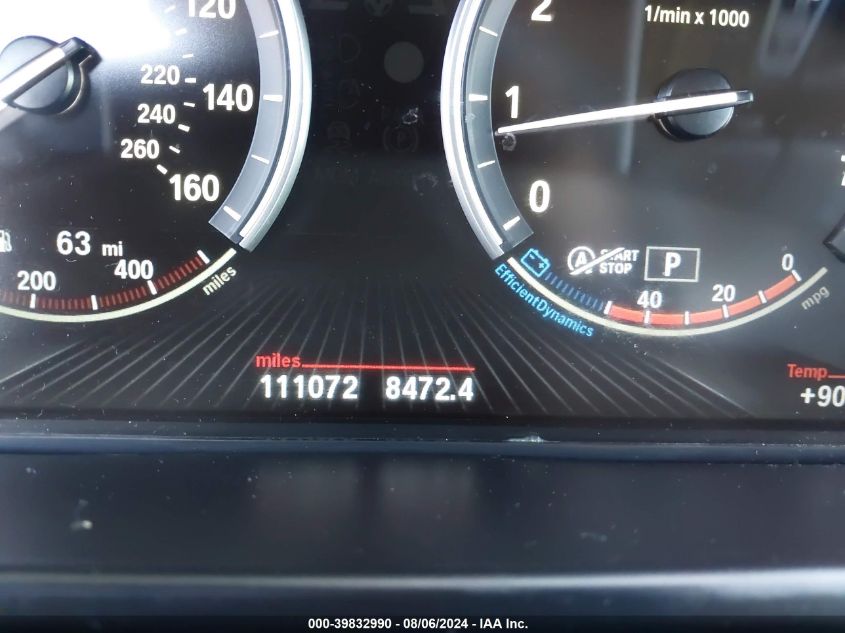 120
220
140
240
260
160
63 mi
200
400
miles
2
1/min x 1000
1
0
START
STOP
A
P
EfficientDynamics
40
20
0
mpg
miles
111072 8472.4
Temp
+90
000-39832990 - 08/06/2024 - IAA Inc.